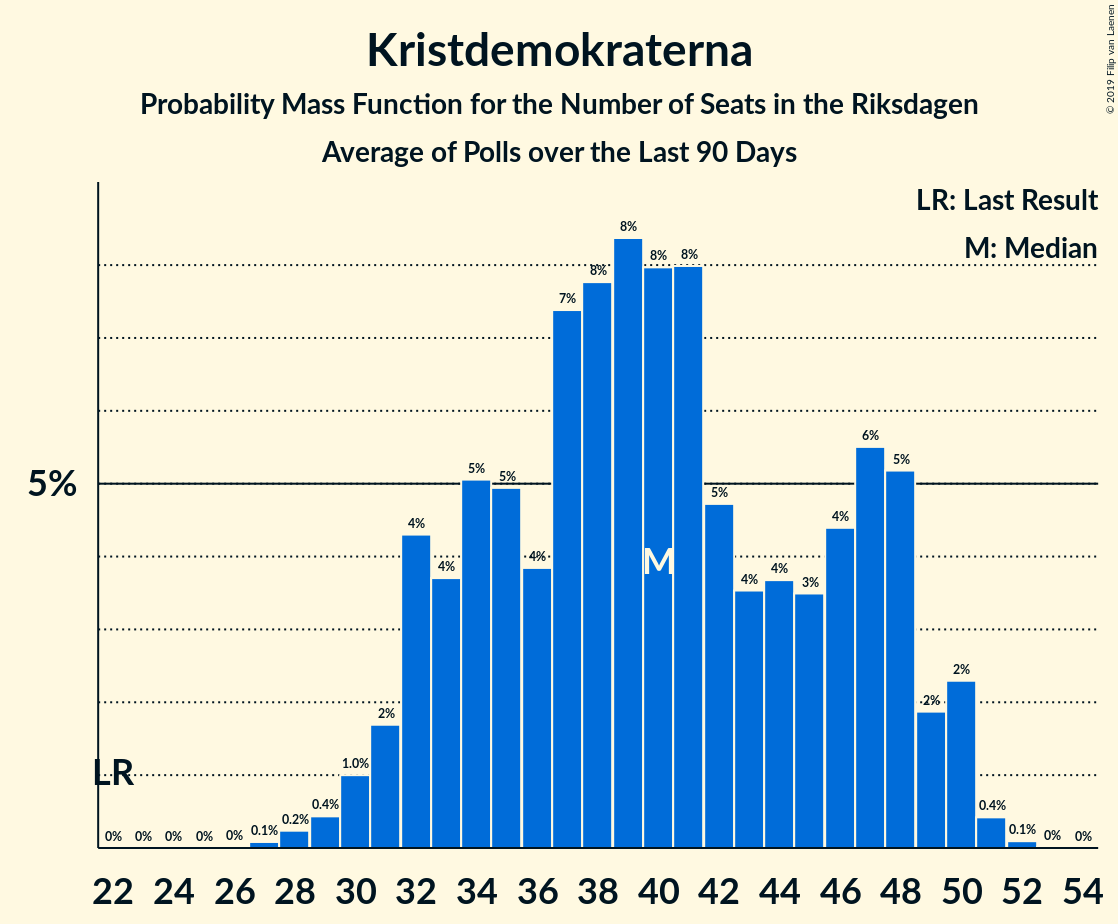 Kristdemokraterna
Probability Mass Function for the Number of Seats in the Riksdagen
Average of Polls over the Last 90 Days
© 2019 Filip van Laenen
LR: Last Result
M: Median
5%
LR
M
0% 0% 0% 0% 0% 0.1% 0.2% 0.4% 1.0% 2% 4% 4% 5% 5% 4% 7% 8% 8% 8% 8% 5% 4% 4% 3% 4% 6% 5% 2% 2% 0.4% 0.1% 0% 0%
22 24 26 28 30 32 34 36 38 40 42 44 46 48 50 52 54